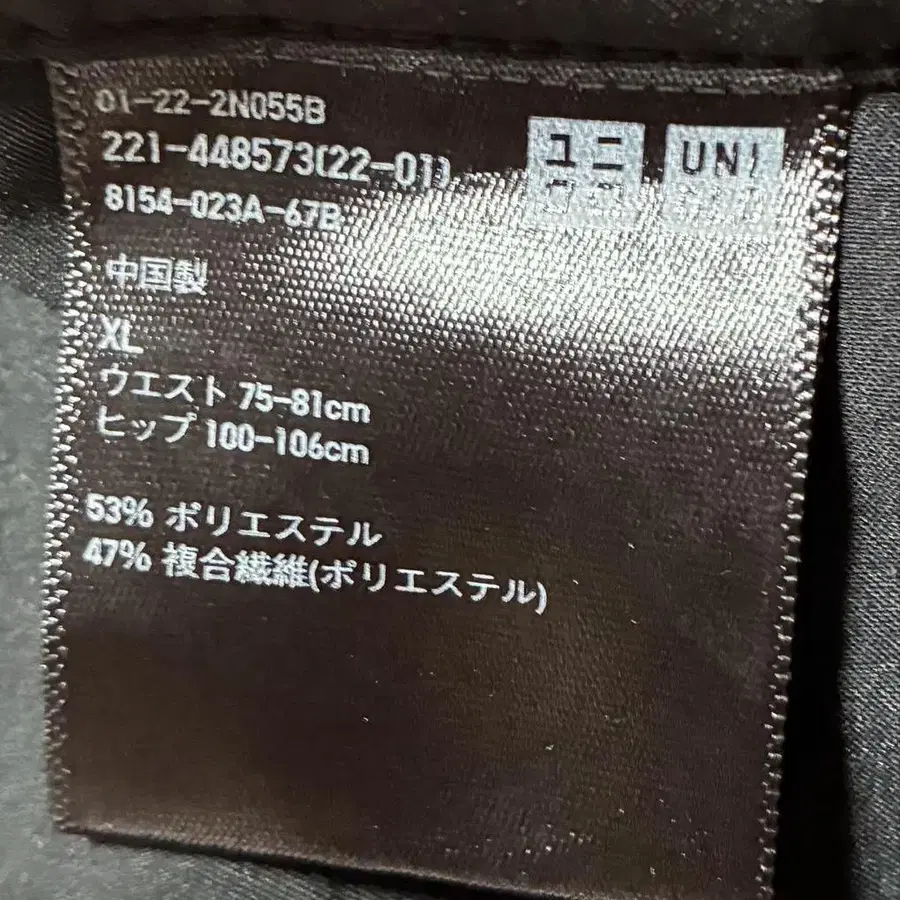 01-22-2N055B
221-448573(22-01)
8154-023A-67B
ユニ
UNI
中国製
XL
ウエスト 75-81cm
ヒップ 100-106cm
53% ポリエステル
47% 複合繊維(ポリエステル)